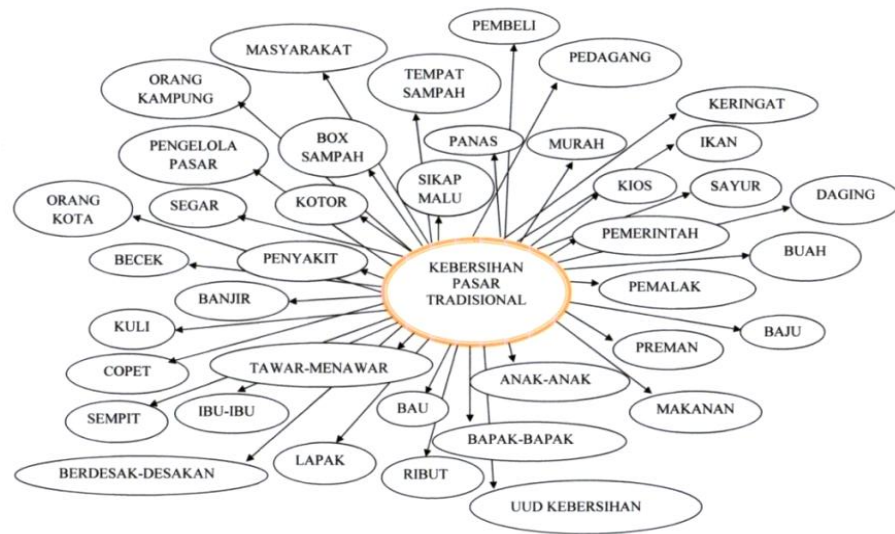 PEMBELI
MASYARAKAT
PEDAGANG
ORANG
KAMPUNG
TEMPAT
SAMPAH
KERINGAT
PENGELOLA
PASAR
BOX
SAMPAH
PANAS
MURAH
IKAN
ORANG
KOTA
SEGAR
KOTOR
SIKAP
MALU
KIOS
SAYUR
DAGING
BECEK
PENYAKIT
KEBERSIHAN
PASAR
TRADISIONAL
PEMERINTAH
BUAH
BANJIR
PEMALAK
KULI
BAJU
PREMAN
COPET
TAWAR-MENAWAR
ANAK-ANAK
SEMPIT
IBU-IBU
BAU
MAKANAN
BAPAK-BAPAK
BERDESAK-DESAKAN
LAPAK
RIBUT
UUD KEBERSIHAN